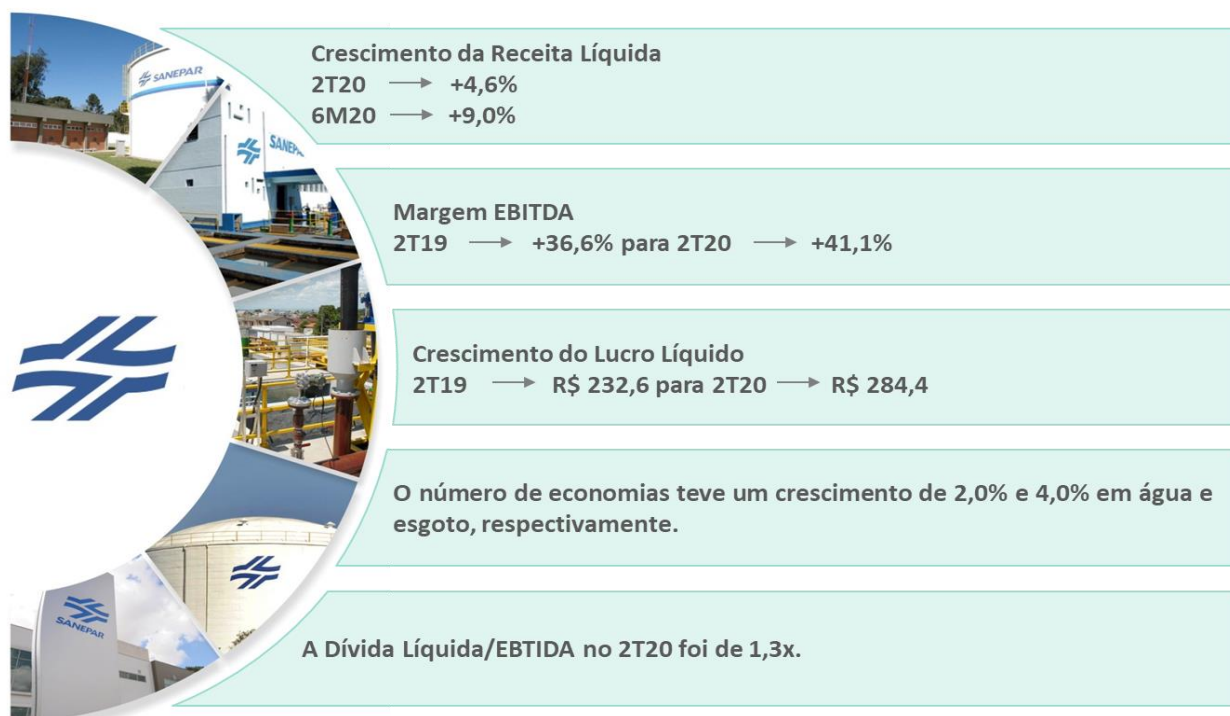 Crescimento da Receita Líquida
2T20 → +4,6%
6M20 → +9,0%
SANEPAR
SANEPAR
Margem EBITDA
2T19 → +36,6% para 2T20 → +41,1%
Crescimento do Lucro Líquido
2T19 → R$ 232,6 para 2T20 → R$ 284,4
O número de economias teve um crescimento de 2,0% e 4,0% em água e
esgoto, respectivamente.
SANEPAR
A Dívida Líquida/EBTIDA no 2T20 foi de 1,3x.